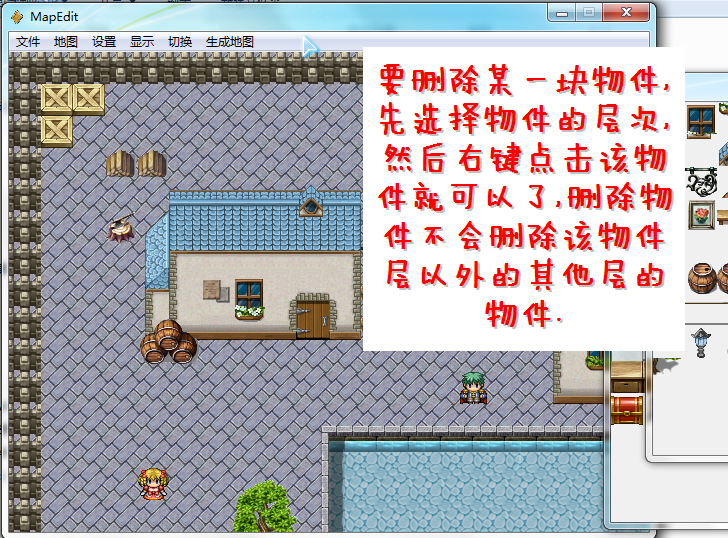 MapEdit
文件 地图 设置 显示 切换 生成地图
要删除某一块物件,
先选择物件的层次,
然后右键点击该物
件就可以了,删除物
件不会删除该物件
层以外的其他层的
物件.